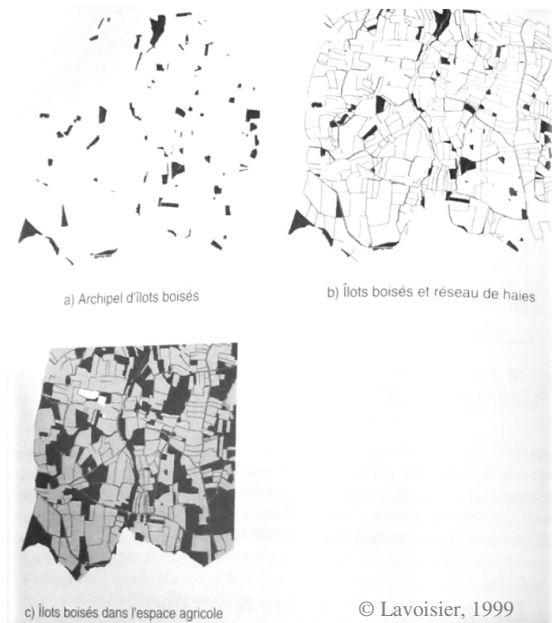 a) Archipel d'îlots boisés
b) Îlots boisés et réseau de haies
c) Îlots boisés dans l'espace agricole
© Lavoisier, 1999